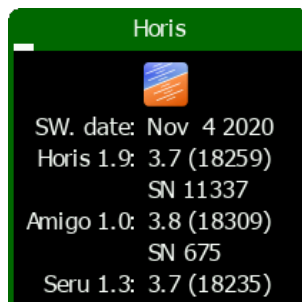 Horis
SW. date: Nov  4 2020
Horis 1.9: 3.7 (18259)
SN 11337
Amigo 1.0: 3.8 (18309)
SN 675
Seru 1.3: 3.7 (18235)